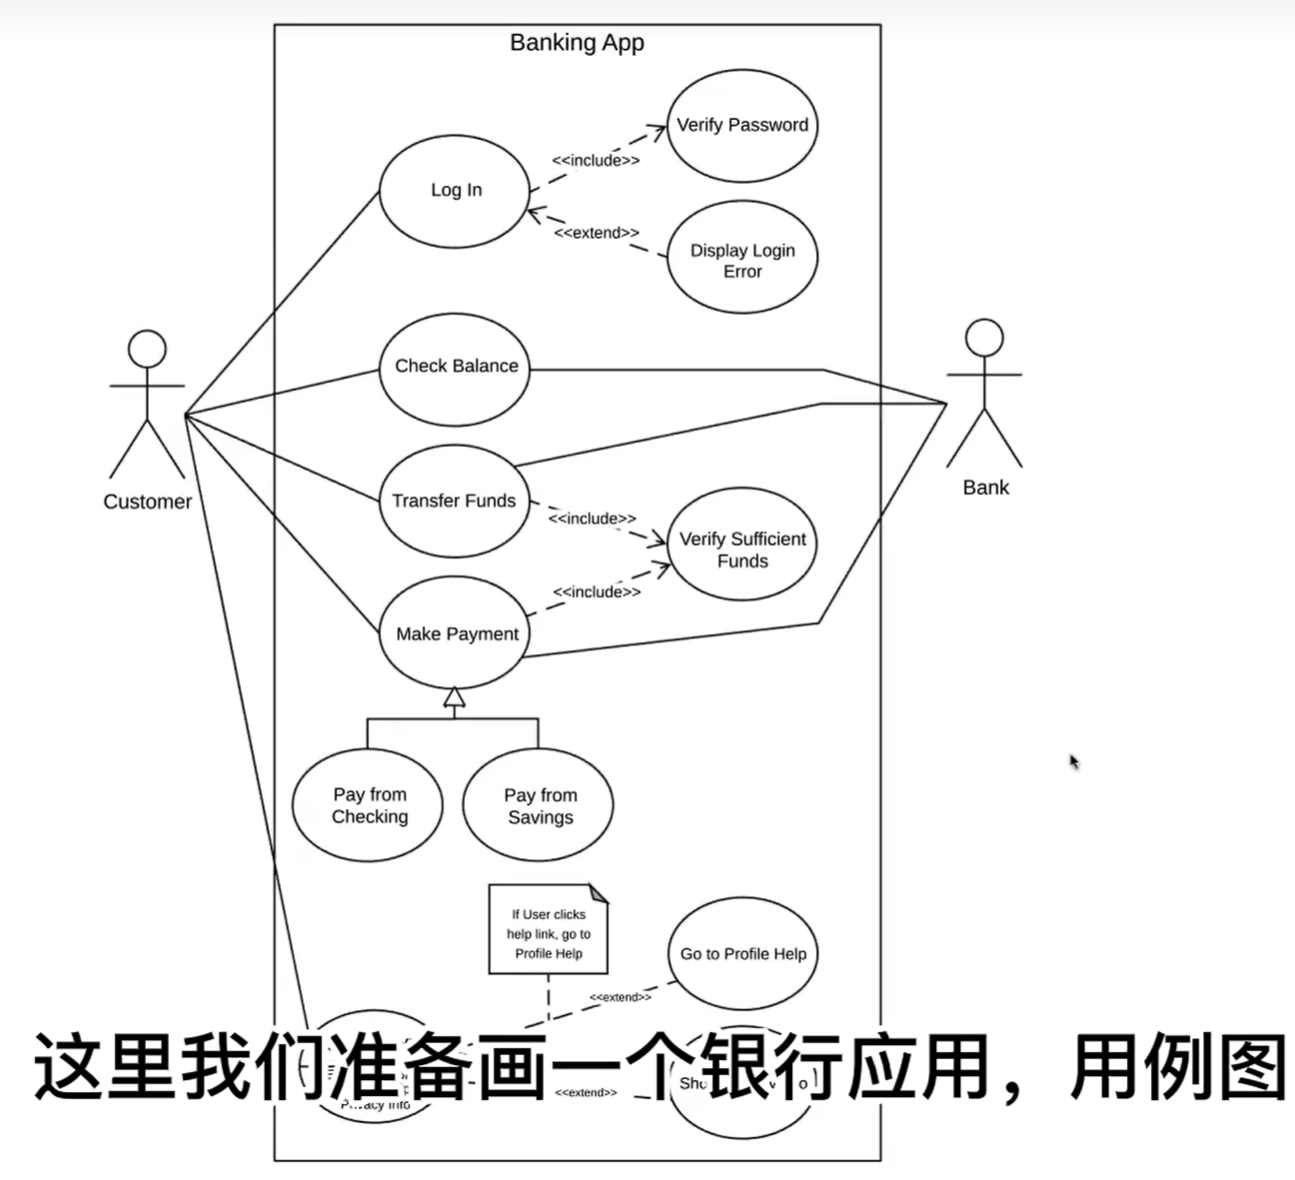 Banking App
Verify Password
<<include>>
Log In
<<extend>>
Display Login
Error
Check Balance
Customer
Bank
Transfer Funds
<<include>>
Verify Sufficient
Funds
<<include>>
Make Payment
Pay from
Checking
Pay from
Savings
If User clicks
help link, go to
Profile Help
Go to Profile Help
<<extend>>
这里我们准备画一个银行应用，用例图
<<extend>>
Privacy Info